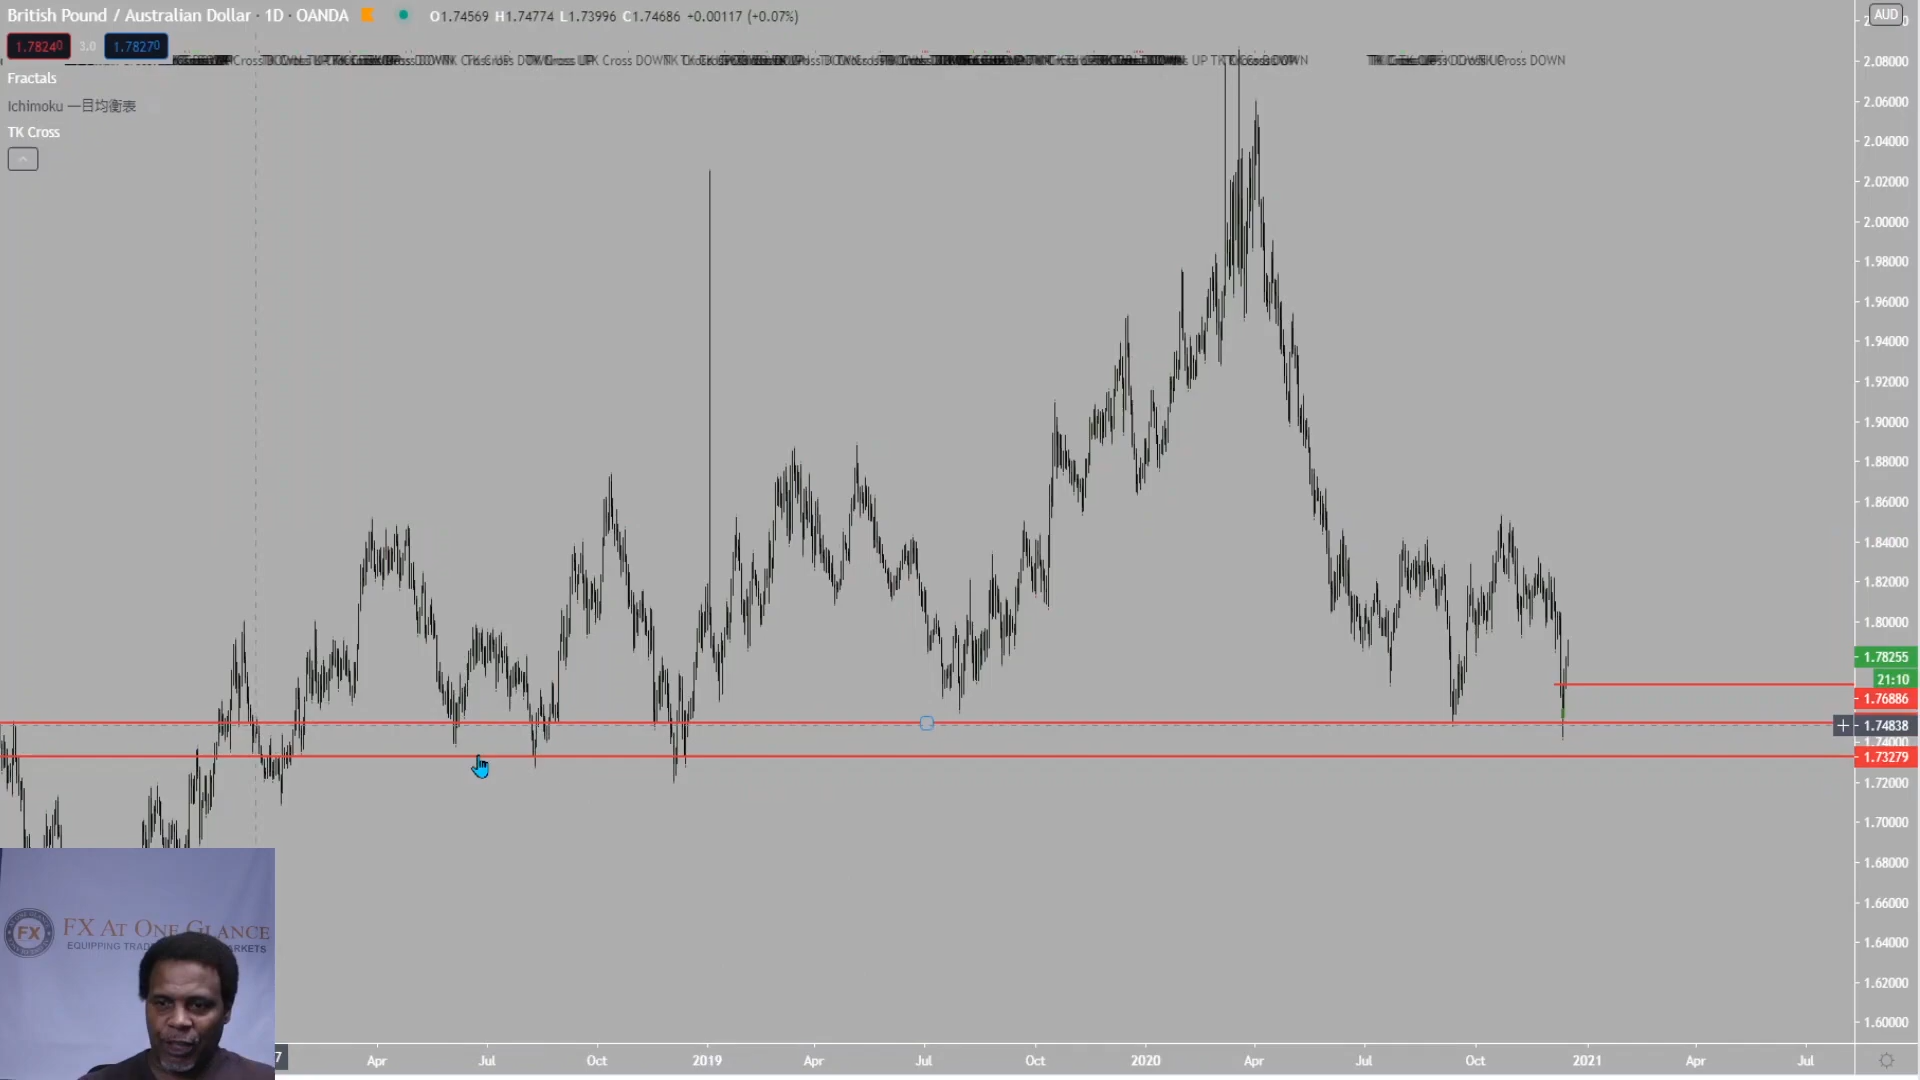 British Pound / Australian Dollar · 1D · OANDA O1.74569 H1.74774 L1.73996 C1.74686 +0.00117 (+0.07%)
1.78240 3.0 1.78270
Fractals
Ichimoku 一目均衡表
TK Cross
AUD
2.08000
2.06000
2.04000
2.02000
2.00000
1.98000
1.96000
1.94000
1.92000
1.90000
1.88000
1.86000
1.84000
1.82000
1.80000
1.78255
21:10
1.76886
1.74838
1.74000
1.73279
1.72000
1.70000
1.68000
1.66000
1.64000
1.62000
1.60000
FX
FX AT ONE GLANCE
EQUIPPING
Apr Jul Oct 2019 Apr Jul Oct 2020 Apr Jul Oct 2021 Apr Jul